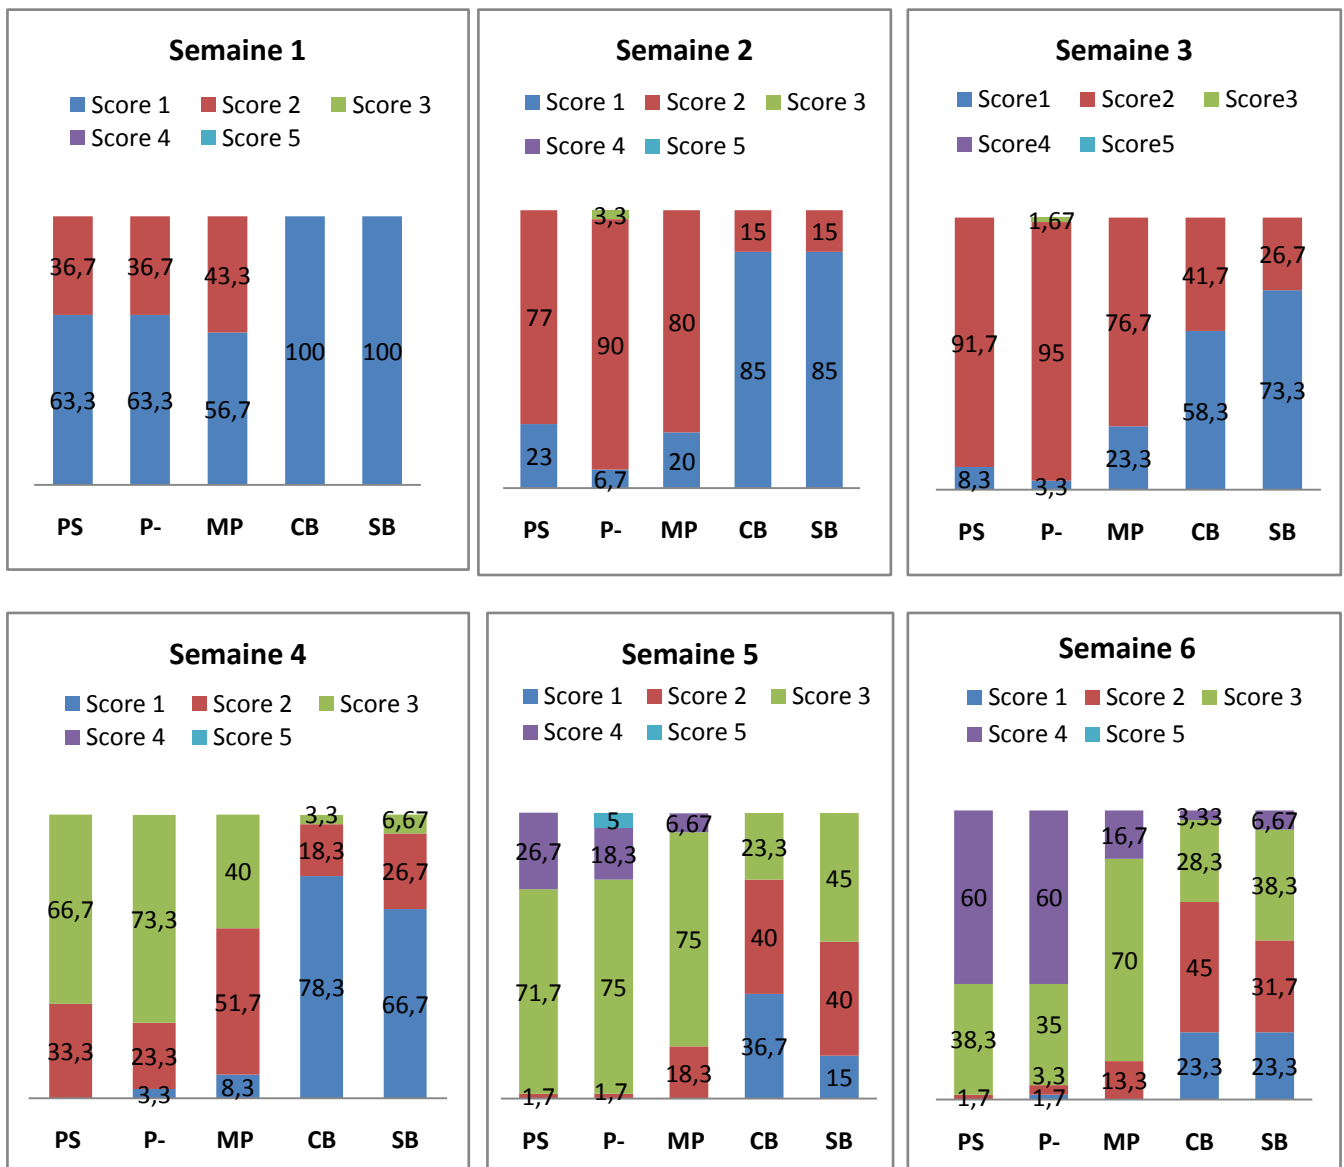 Semaine 1
Score 1 Score 2 Score 3
Score 4 Score 5
36,7 36,7 43,3
63,3 63,3 56,7 100 100
PS P- MP CB SB
Semaine 2
Score 1 Score 2 Score 3
Score 4 Score 5
3,3 15 15
77 90 80
23 6,7 20 85 85
PS P- MP CB SB
Semaine 3
Score1 Score2 Score3
Score4 Score5
1,67 41,7 26,7
91,7 95 76,7
8,3 3,3 23,3 58,3 73,3
PS P- MP CB SB
Semaine 4
Score 1 Score 2 Score 3
Score 4 Score 5
66,7 73,3 40 3,3 6,67
33,3 23,3 51,7 18,3 26,7
3,3 8,3 78,3 66,7
PS P- MP CB SB
Semaine 5
Score 1 Score 2 Score 3
Score 4 Score 5
5
26,7 18,3 6,67 23,3 45
71,7 75 75 40 40
1,7 1,7 18,3 36,7 15
PS P- MP CB SB
Semaine 6
Score 1 Score 2 Score 3
Score 4 Score 5
60 60 16,7 3,33 6,67
38,3 35 70 28,3 38,3
3,3 45 31,7
1,7 1,7 13,3 23,3 23,3
PS P- MP CB SB